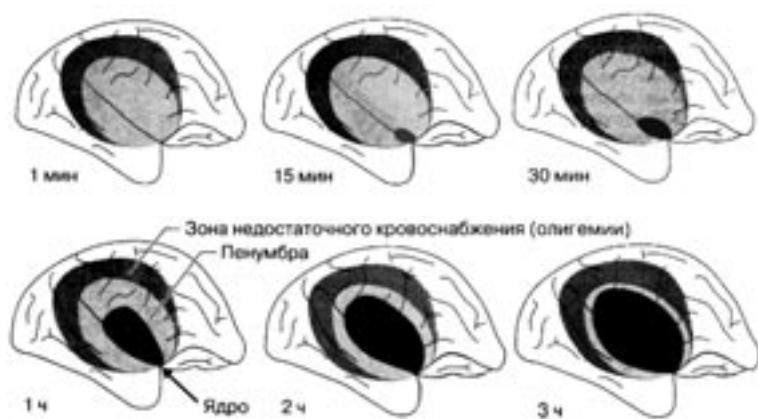 1 мин
15 мин
30 мин
Зона недостаточного кровоснабжения (олигемии)
Пенумбра
1 ч
Ядро
2 ч
3 ч